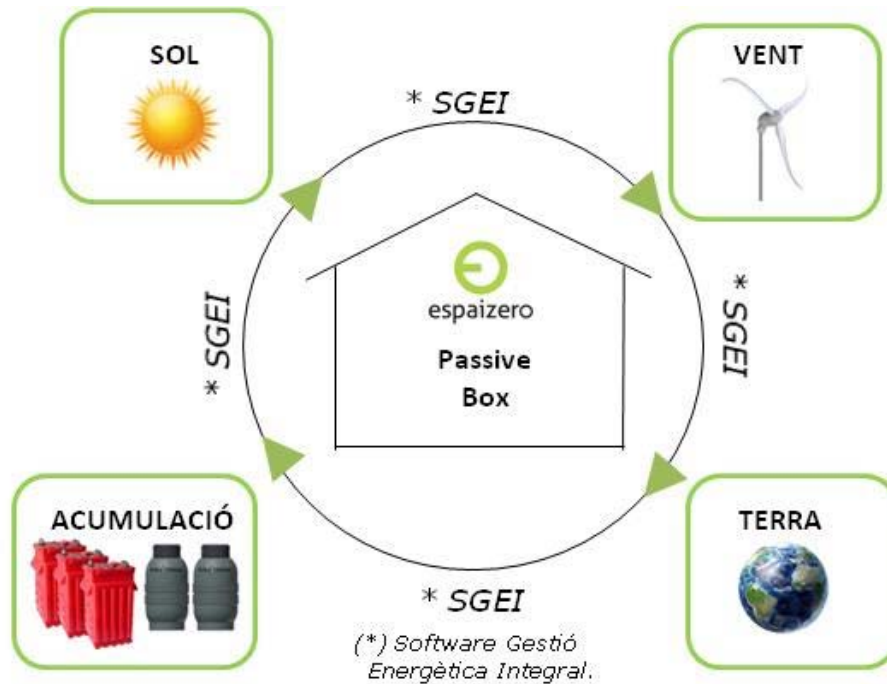 SOL
VENT
* SGEI
* SGEI
* SGEI
espaizero
Passive
Box
ACUMULACIÓ
TERRA
* SGEI
(*) Software Gestió
Energètica Integral.